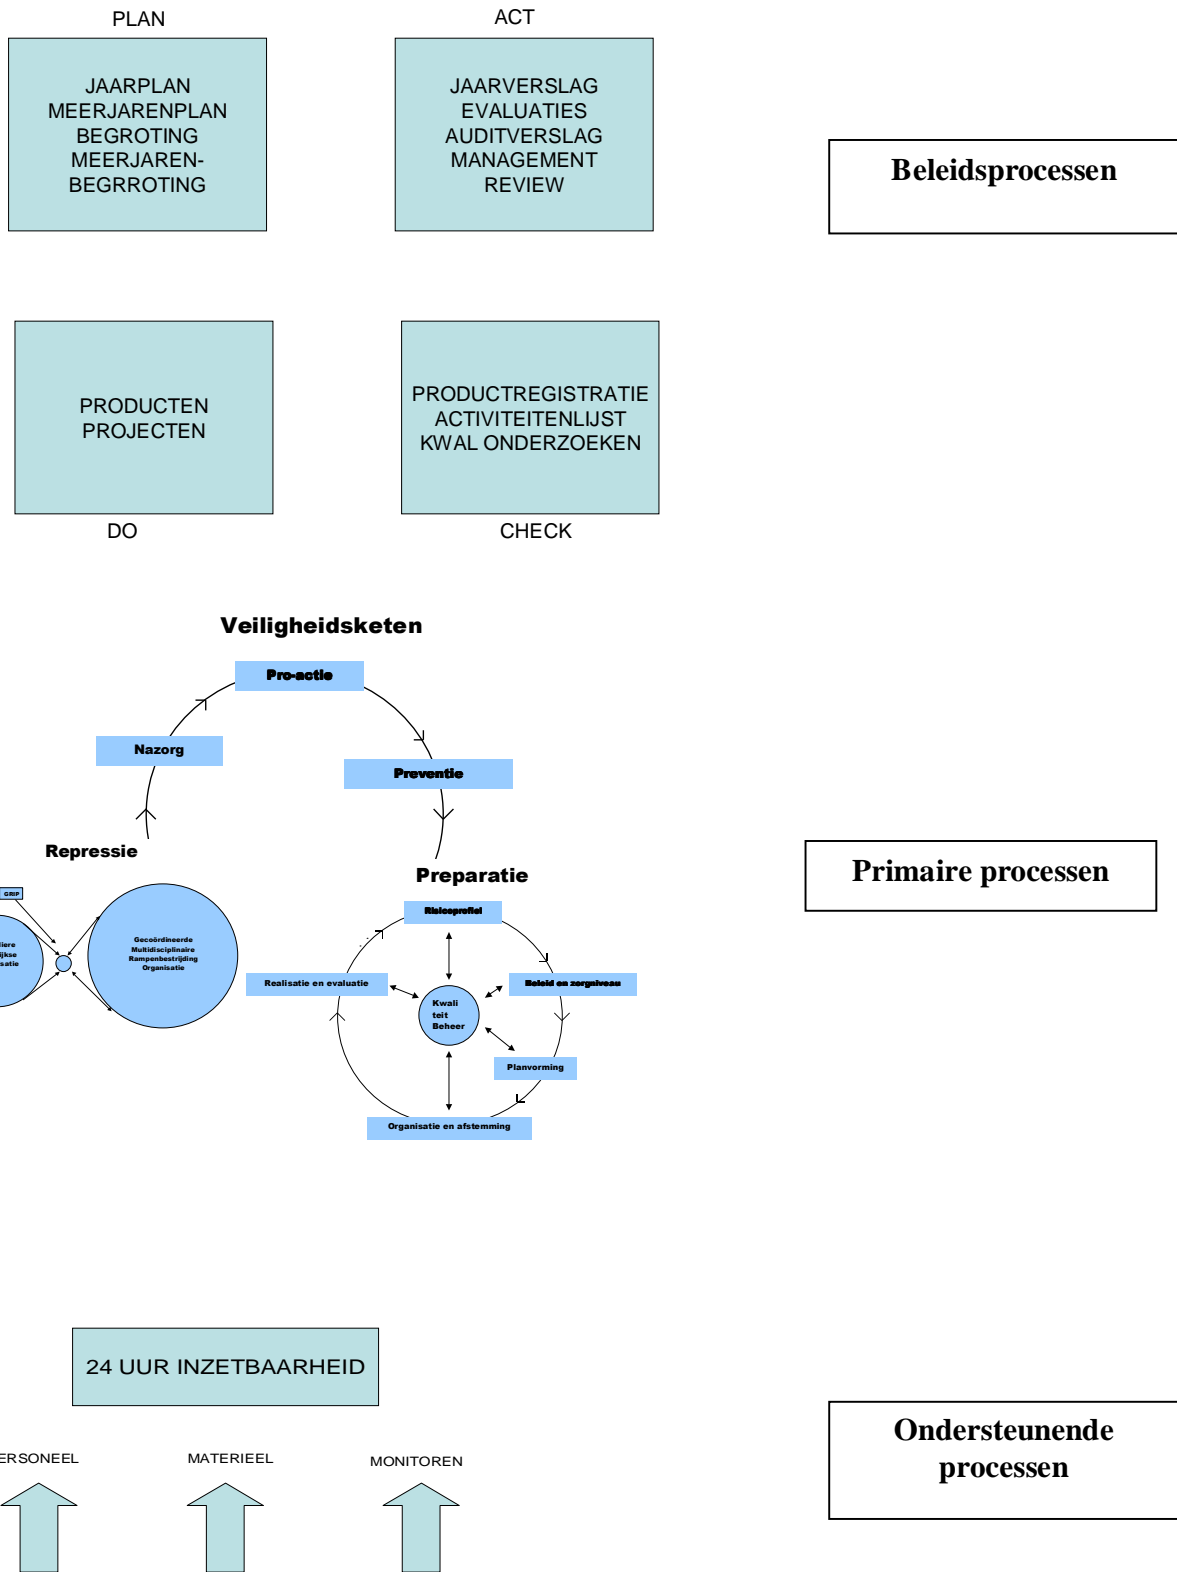 PLAN
ACT
JAARPLAN
MEERJARENPLAN
BEGROTING
MEERJAREN-
BEGRROTING
JAARVERSLAG
EVALUATIES
AUDITVERSLAG
MANAGEMENT
REVIEW
Beleidsprocessen
PRODUCTEN
PROJECTEN
PRODUCTREGISTRATIE
ACTIVITEITENLIJST
KWAL ONDERZOEKEN
DO
CHECK
Veiligheidsketen
Pro-actie
Nazorg
Preventie
Repressie
Preparatie
Primaire processen
GRIP
liere
ijkse
satie
Gecoördineerde
Multidisciplinaire
Rampenbestrijding
Organisatie
Risicoprofiel
Realisatie en evaluatie
Beleid en zorgniveau
Kwali
teit
Beheer
Planvorming
Organisatie en afstemming
24 UUR INZETBAARHEID
Ondersteunende
processen
ERSONEEL
MATERIEEL
MONITOREN